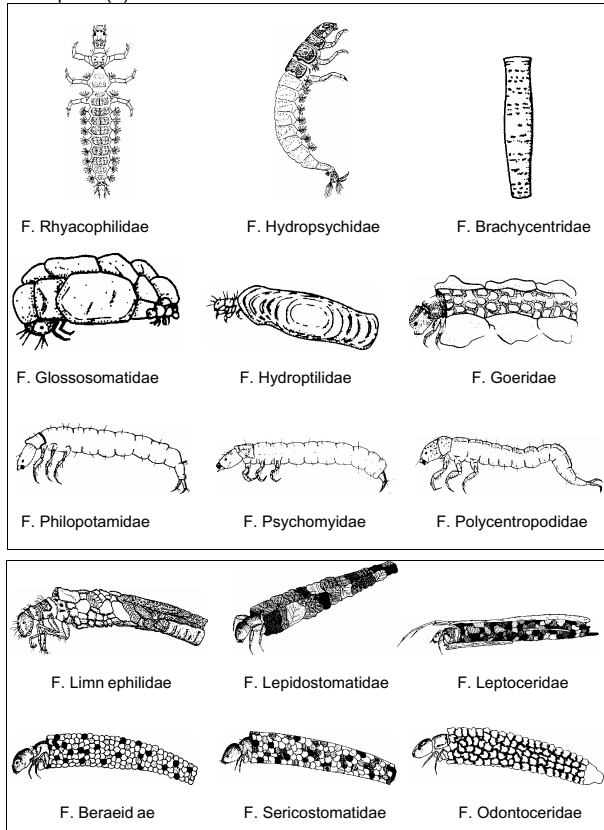 F. Rhyacophilidae F. Hydropsychidae F. Brachycentridae
F. Glossosomatidae F. Hydroptilidae F. Goeridae
F. Philopotamidae F. Psychomyidae F. Polycentropodidae
F. Limn ephilidae F. Lepidostomatidae F. Leptoceridae
F. Beraeid ae F. Sericostomatidae F. Odontoceridae